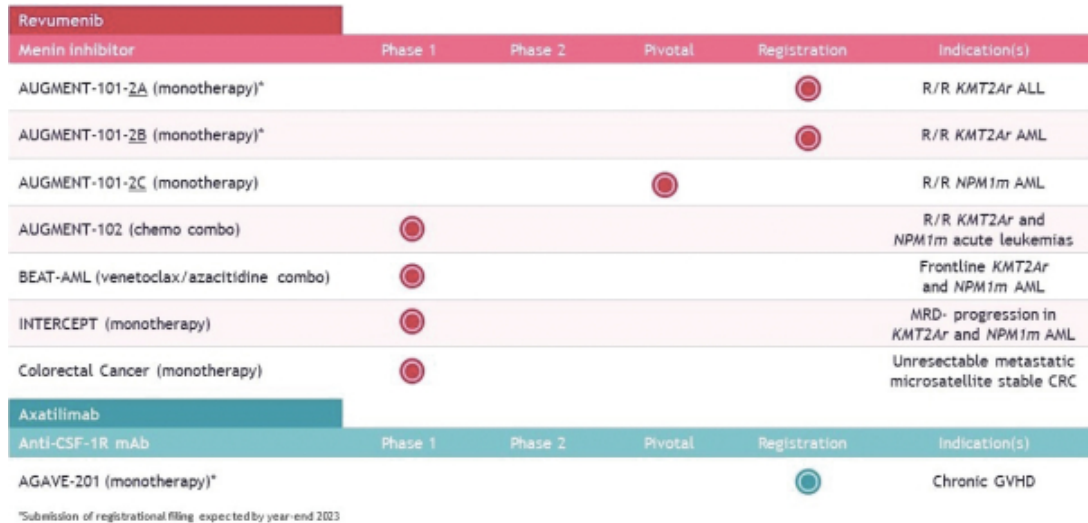 Revumenib
Menin inhibitor Phase 1 Phase 2 Pivotal Registration Indication(s)
AUGMENT-101-2A (monotherapy)* R/R KMT2Ar ALL
AUGMENT-101-2B (monotherapy)* R/R KMT2Ar AML
AUGMENT-101-2C (monotherapy) R/R NPM1m AML
AUGMENT-102 (chemo combo) R/R KMT2Ar and
NPM1m acute leukemias
BEAT-AML (venetoclax/azacitidine combo) Frontline KMT2Ar
and NPM1m AML
INTERCEPT (monotherapy) MRD- progression in
KMT2Ar and NPM1m AML
Colorectal Cancer (monotherapy) Unresectable metastatic
microsatellite stable CRC
Axatilimab
Anti-CSF-1R mAb Phase 1 Phase 2 Pivotal Registration Indication(s)
AGAVE-201 (monotherapy)* Chronic GVHD
*Submission of registrational filing expected by year-end 2023